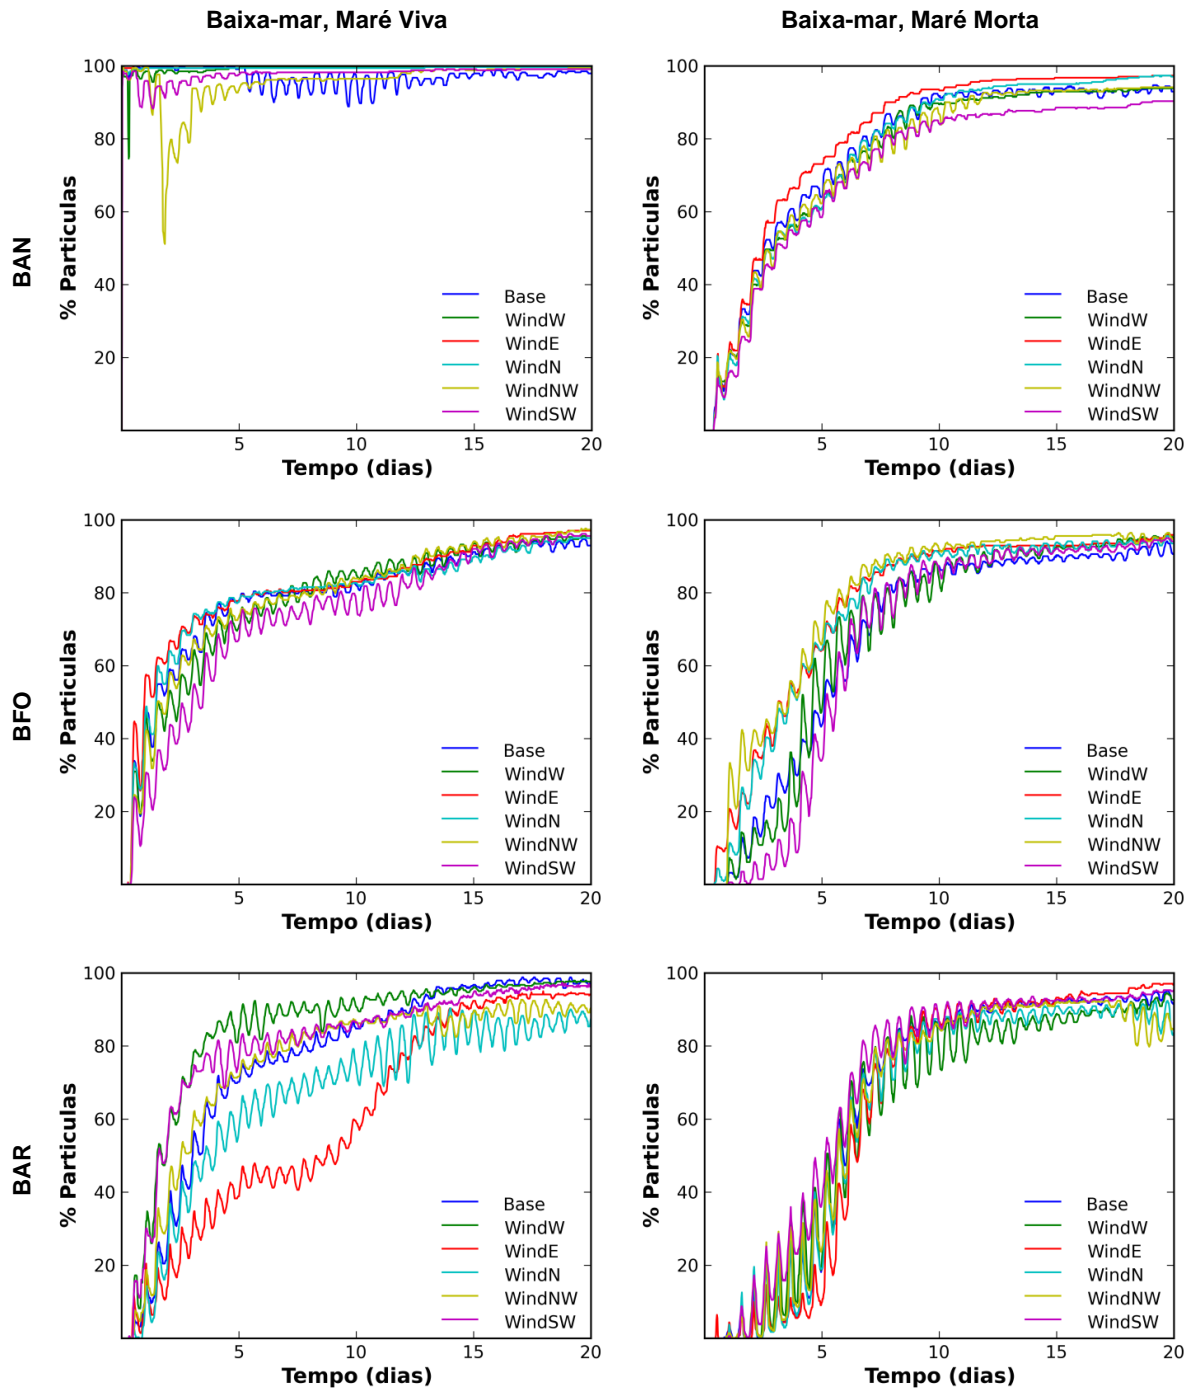 Baixa-mar, Maré Viva
Baixa-mar, Maré Morta
BAN
% Particulas
100
80
60
40
20
Base
WindW
WindE
WindN
WindNW
WindSW
5
10
15
20
Tempo (dias)
% Particulas
100
80
60
40
20
Base
WindW
WindE
WindN
WindNW
WindSW
5
10
15
20
Tempo (dias)
BFO
% Particulas
100
80
60
40
20
Base
WindW
WindE
WindN
WindNW
WindSW
5
10
15
20
Tempo (dias)
% Particulas
100
80
60
40
20
Base
WindW
WindE
WindN
WindNW
WindSW
5
10
15
20
Tempo (dias)
BAR
% Particulas
100
80
60
40
20
Base
WindW
WindE
WindN
WindNW
WindSW
5
10
15
20
Tempo (dias)
% Particulas
100
80
60
40
20
Base
WindW
WindE
WindN
WindNW
WindSW
5
10
15
20
Tempo (dias)